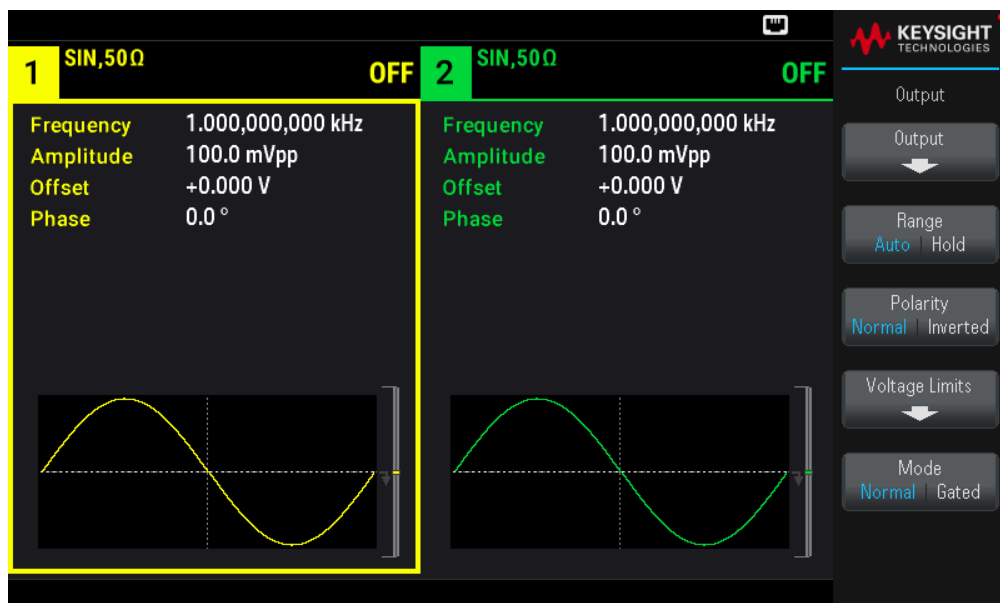 KEYSIGHT
TECHNOLOGIES
1 SIN,50Ω OFF
2 SIN,50Ω OFF
Frequency 1.000,000,000 kHz
Amplitude 100.0 mVpp
Offset +0.000 V
Phase 0.0 °
Frequency 1.000,000,000 kHz
Amplitude 100.0 mVpp
Offset +0.000 V
Phase 0.0 °
Output
Output
Range
Auto | Hold
Polarity
Normal | Inverted
Voltage Limits
Mode
Normal | Gated